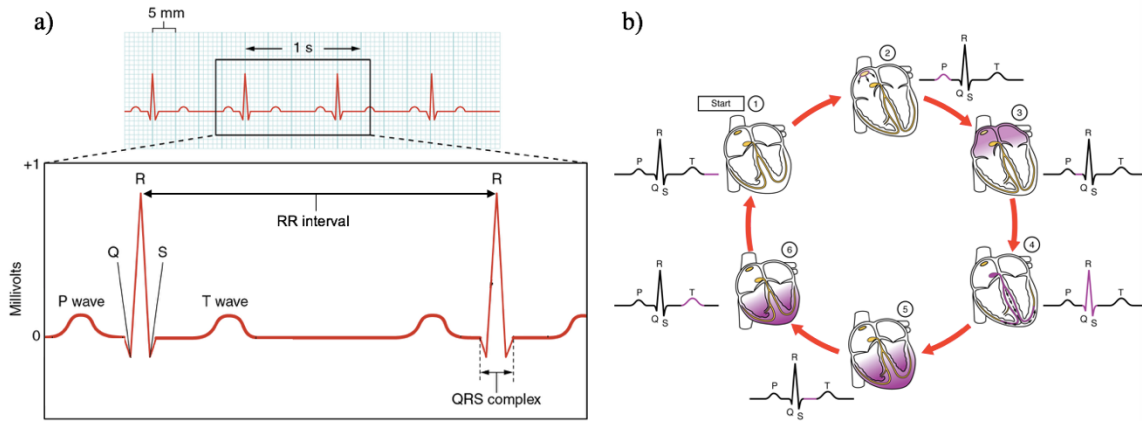 a)
5 mm
1 s
+1
R
R
RR interval
Q
S
Millivolts
P wave
T wave
0
QRS complex
b)
Start
1
P
R
Q
S
T
2
P
R
Q
S
T
3
P
R
Q
S
T
4
P
R
Q
S
T
5
P
R
Q
S
T
6
P
R
Q
S
T